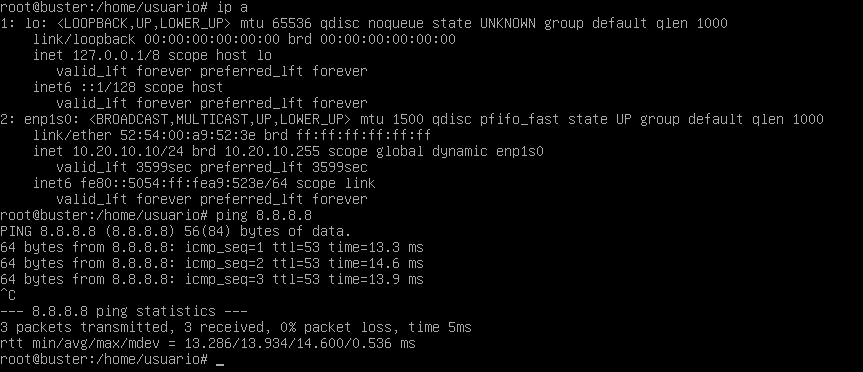 root@buster:/home/usuario# ip a
1: lo: <LOOPBACK,UP,LOWER_UP> mtu 65536 qdisc noqueue state UNKNOWN group default qlen 1000
    link/loopback 00:00:00:00:00:00 brd 00:00:00:00:00:00
    inet 127.0.0.1/8 scope host lo
       valid_lft forever preferred_lft forever
    inet6 ::1/128 scope host
       valid_lft forever preferred_lft forever
2: enp1s0: <BROADCAST,MULTICAST,UP,LOWER_UP> mtu 1500 qdisc pfifo_fast state UP group default qlen 1000
    link/ether 52:54:00:a9:52:3e brd ff:ff:ff:ff:ff:ff
    inet 10.20.10.10/24 brd 10.20.10.255 scope global dynamic enp1s0
       valid_lft 3599sec preferred_lft 3599sec
    inet6 fe80::5054:ff:fea9:523e/64 scope link
       valid_lft forever preferred_lft forever
root@buster:/home/usuario# ping 8.8.8.8
PING 8.8.8.8 (8.8.8.8) 56(84) bytes of data.
64 bytes from 8.8.8.8: icmp_seq=1 ttl=53 time=13.3 ms
64 bytes from 8.8.8.8: icmp_seq=2 ttl=53 time=14.6 ms
64 bytes from 8.8.8.8: icmp_seq=3 ttl=53 time=13.9 ms
^C
--- 8.8.8.8 ping statistics ---
3 packets transmitted, 3 received, 0% packet loss, time 5ms
rtt min/avg/max/mdev = 13.286/13.934/14.600/0.536 ms
root@buster:/home/usuario# _